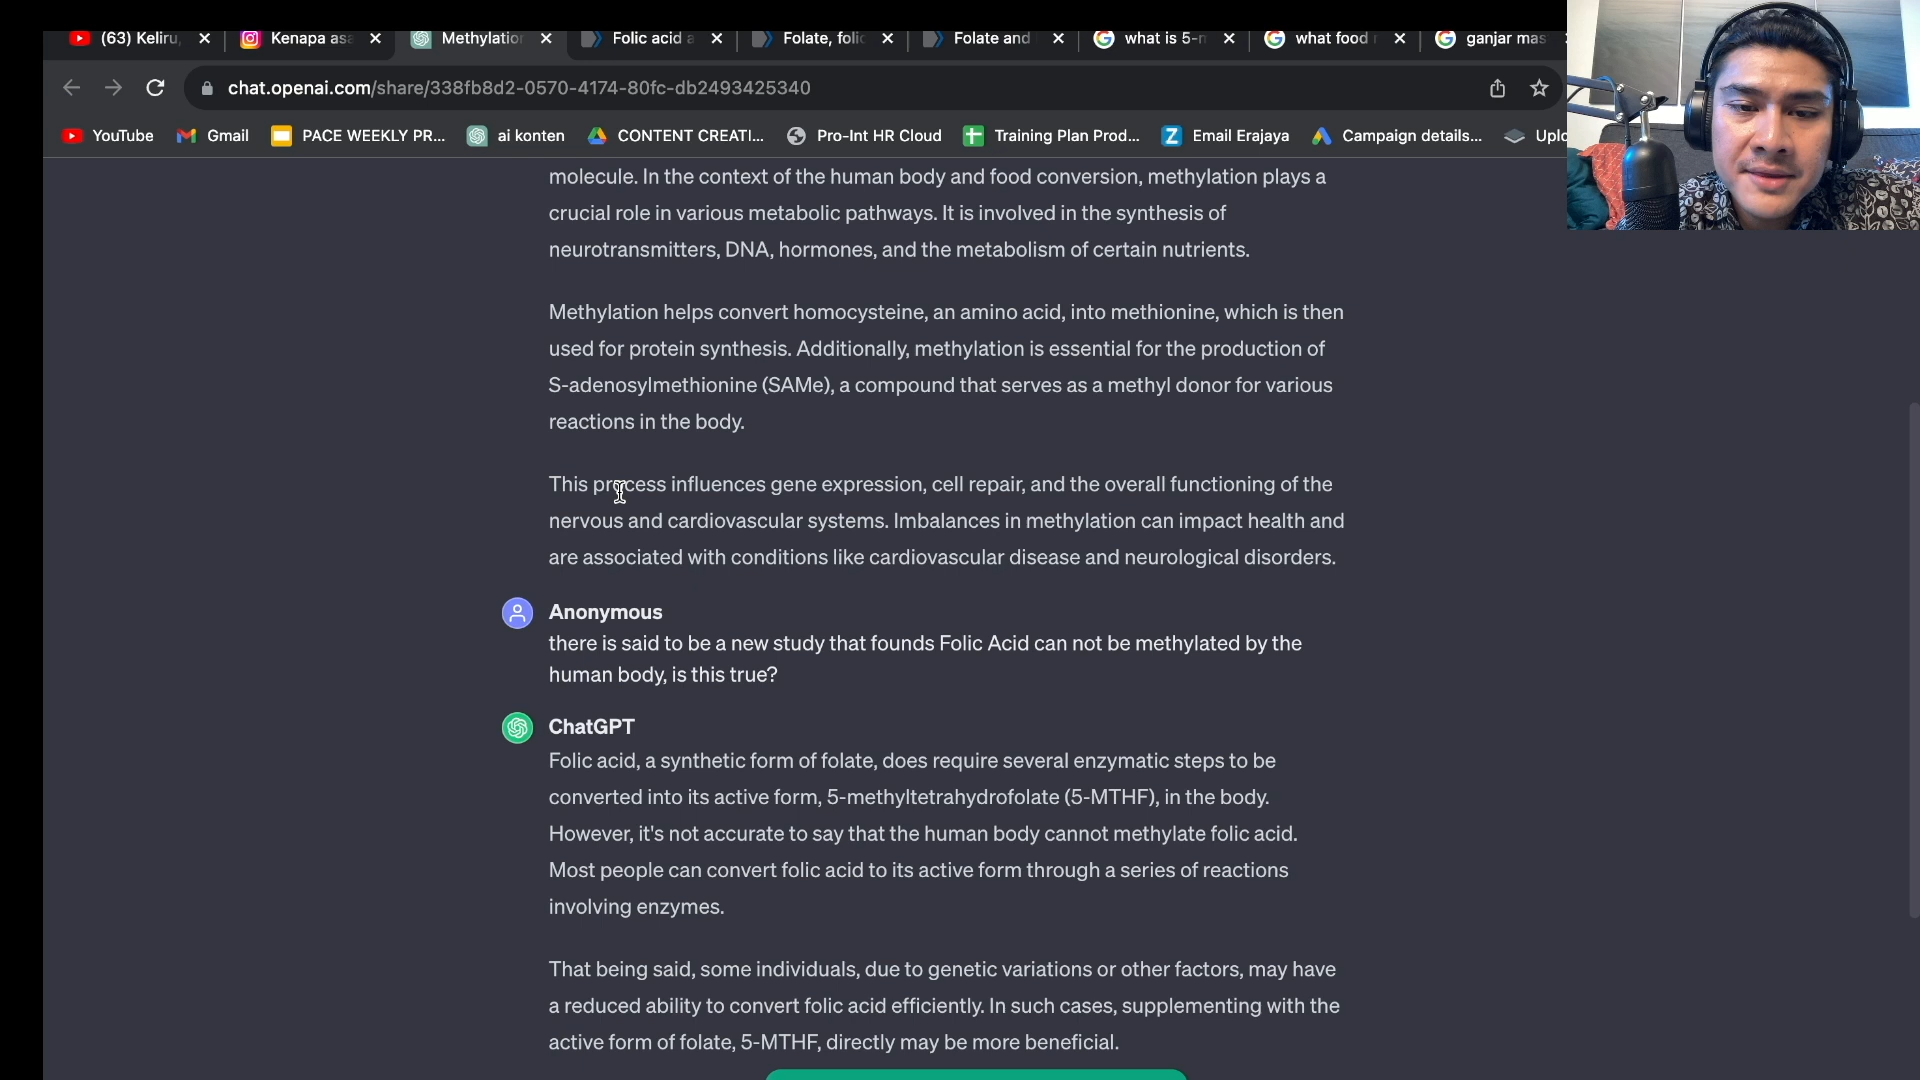 (63) Keliru,
Kenapa asa
Methylation
Folic acid a
Folate, folic
Folate and
what is 5-m
what food
ganjar mas
chat.openai.com/share/338fb8d2-0570-4174-80fc-db2493425340
YouTube
Gmail
PACE WEEKLY PR...
ai konten
CONTENT CREATI...
Pro-Int HR Cloud
Training Plan Prod...
Email Erajaya
Campaign details...
Uplo
molecule. In the context of the human body and food conversion, methylation plays a
crucial role in various metabolic pathways. It is involved in the synthesis of
neurotransmitters, DNA, hormones, and the metabolism of certain nutrients.
Methylation helps convert homocysteine, an amino acid, into methionine, which is then
used for protein synthesis. Additionally, methylation is essential for the production of
S-adenosylmethionine (SAMe), a compound that serves as a methyl donor for various
reactions in the body.
This process influences gene expression, cell repair, and the overall functioning of the
nervous and cardiovascular systems. Imbalances in methylation can impact health and
are associated with conditions like cardiovascular disease and neurological disorders.
Anonymous
there is said to be a new study that founds Folic Acid can not be methylated by the
human body, is this true?
ChatGPT
Folic acid, a synthetic form of folate, does require several enzymatic steps to be
converted into its active form, 5-methyltetrahydrofolate (5-MTHF), in the body.
However, it's not accurate to say that the human body cannot methylate folic acid.
Most people can convert folic acid to its active form through a series of reactions
involving enzymes.
That being said, some individuals, due to genetic variations or other factors, may have
a reduced ability to convert folic acid efficiently. In such cases, supplementing with the
active form of folate, 5-MTHF, directly may be more beneficial.